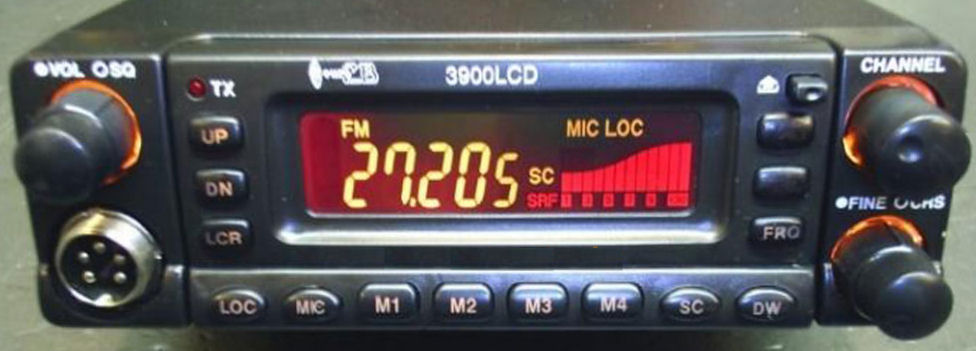 VOL SQ
CB
3900LCD
CHANNEL
TX
UP
DN
LCR
FM
MIC LOC
27.205
SC
SRF
FINE
FRQ
LOC
MIC
M1
M2
M3
M4
SC
DW